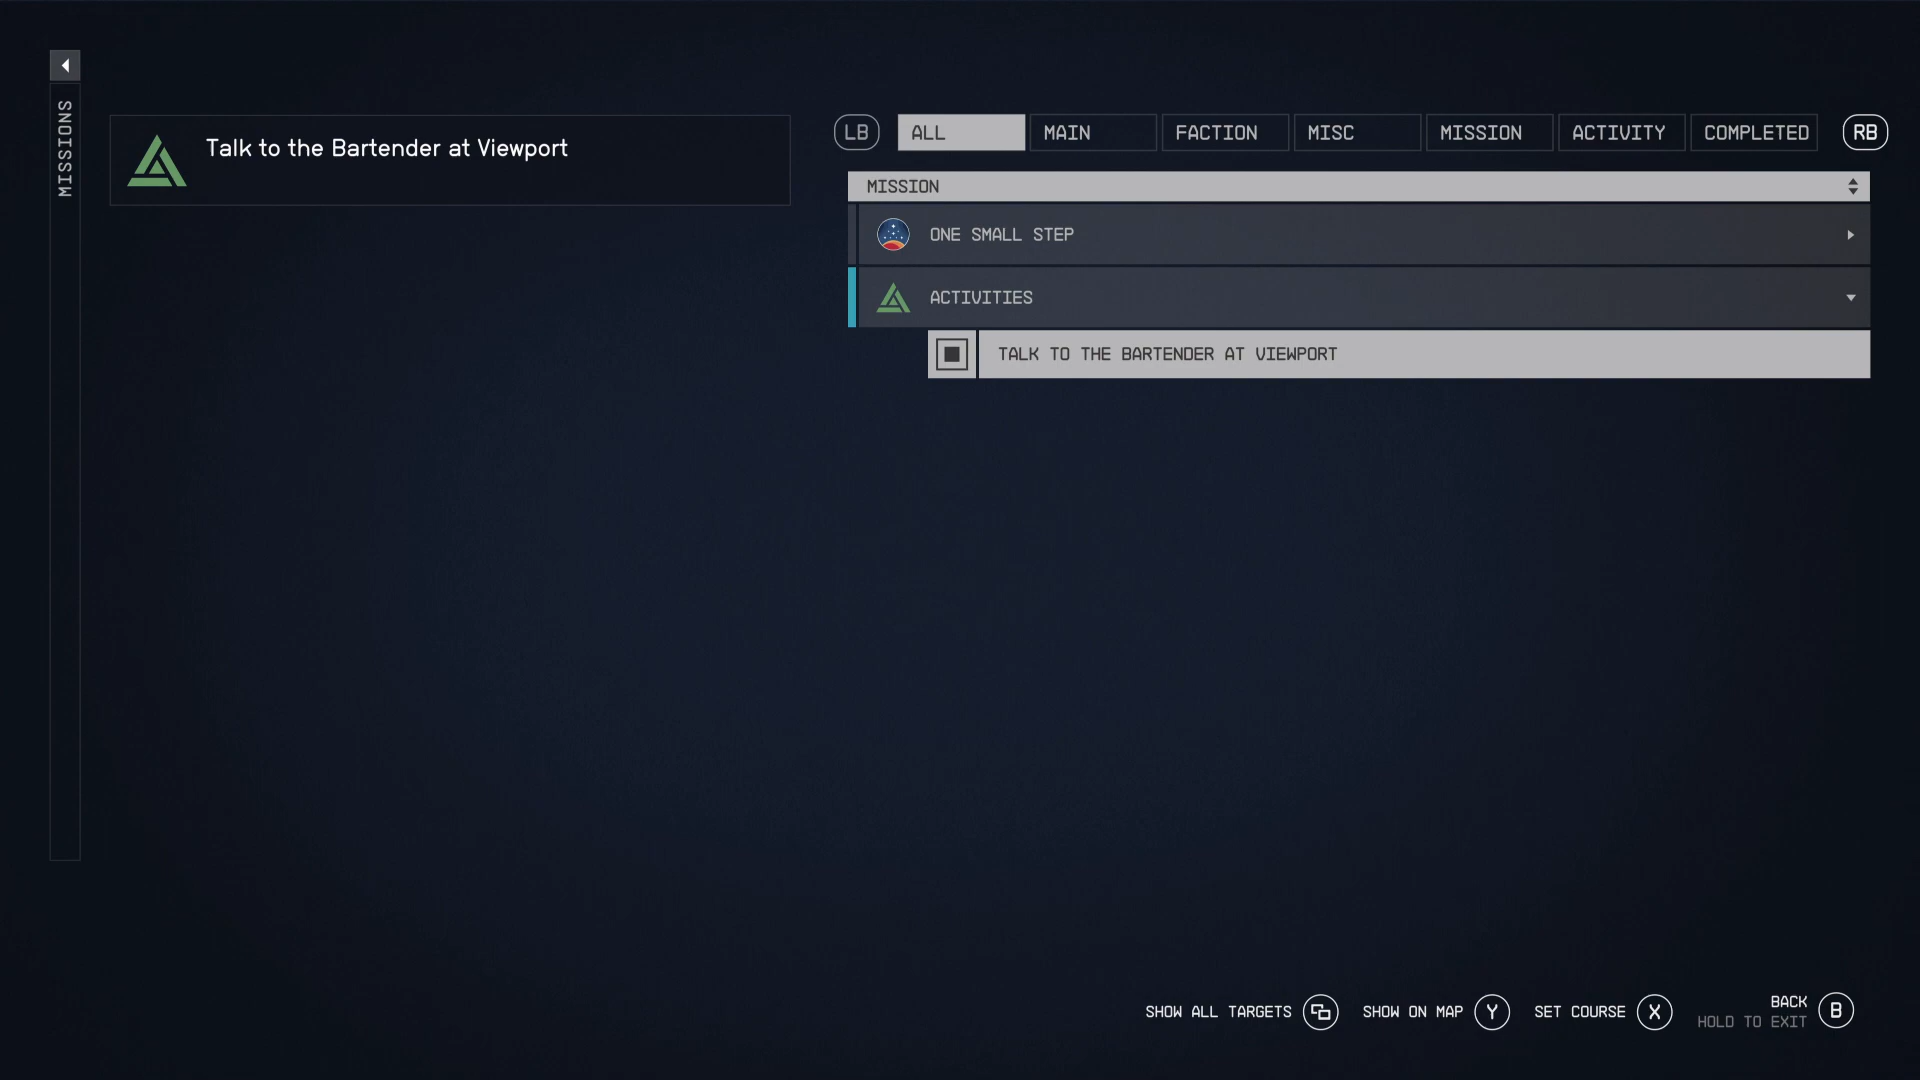 MISSIONS
Talk to the Bartender at Viewport
LB
ALL
MAIN
FACTION
MISC
MISSION
ACTIVITY
COMPLETED
RB
MISSION
ONE SMALL STEP
ACTIVITIES
TALK TO THE BARTENDER AT VIEWPORT
SHOW ALL TARGETS
SHOW ON MAP
Y
SET COURSE
X
BACK
HOLD TO EXIT
B